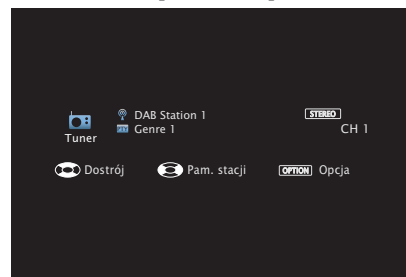 DAB Station 1
STEREO
Genre 1
CH 1
Tuner
Dostrój
Pam. stacji
OPTION Opcja